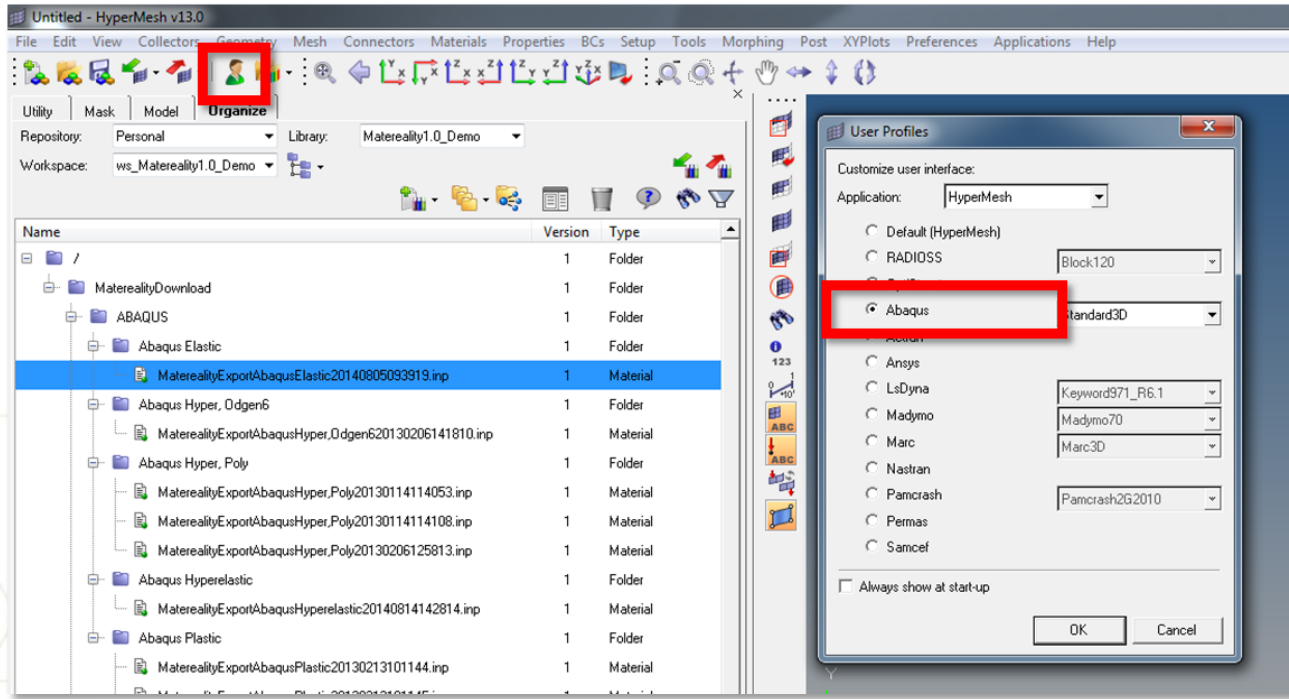 Untitled - HyperMesh v13.0
File Edit View Collectors Geometry Mesh Connectors Materials Properties BCs Setup Tools Morphing Post XYPlots Preferences Applications Help
Utility Mask Model Organize
Repository: Personal Library: Matereality1.0_Demo
Workspace: ws_Matereality1.0_Demo
Name Version Type
/ 1 Folder
MaterealityDownload 1 Folder
ABAQUS 1 Folder
Abaqus Elastic 1 Folder
MaterealityExportAbaqusElastic20140805093919.inp 1 Material
Abaqus Hyper, Odgen6 1 Folder
MaterealityExportAbaqusHyper,Odgen620130206141810.inp 1 Material
Abaqus Hyper, Poly 1 Folder
MaterealityExportAbaqusHyper,Poly20130114114053.inp 1 Material
MaterealityExportAbaqusHyper,Poly20130114114108.inp 1 Material
MaterealityExportAbaqusHyper,Poly20130206125813.inp 1 Material
Abaqus Hyperelastic 1 Folder
MaterealityExportAbaqusHyperelastic20140814142814.inp 1 Material
Abaqus Plastic 1 Folder
MaterealityExportAbaqusPlastic20130213101144.inp 1 Material
123
ABC
ABC
User Profiles
Customize user interface:
Application: HyperMesh
Default (HyperMesh)
RADIOSS Block120
Abaqus Standard3D
Ansys
LsDyna Keyword971_R6.1
Madymo Madymo70
Marc Marc3D
Nastran
Pamcrash Pamcrash2G2010
Permas
Samcef
Always show at start-up
OK Cancel
Y